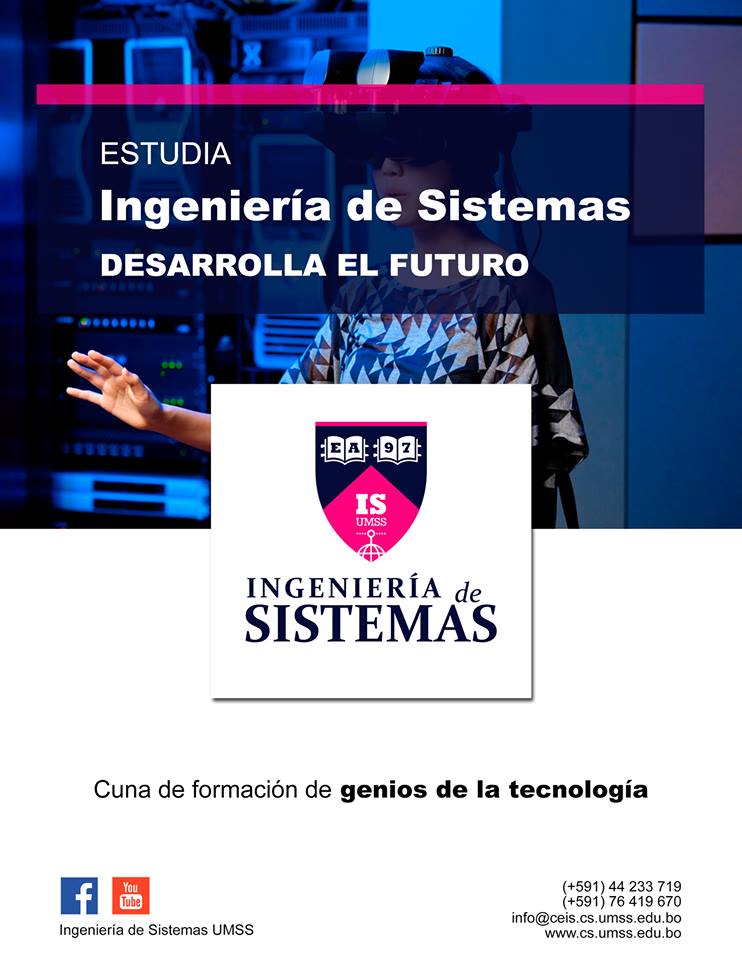 ESTUDIA
Ingeniería de Sistemas
DESARROLLA EL FUTURO
EA 97
IS
UMSS
INGENIERÍA de
SISTEMAS
Cuna de formación de genios de la tecnología
f You Tube
Ingeniería de Sistemas UMSS
(+591) 44 233 719
(+591) 76 419 670
info@ceis.cs.umss.edu.bo
www.cs.umss.edu.bo